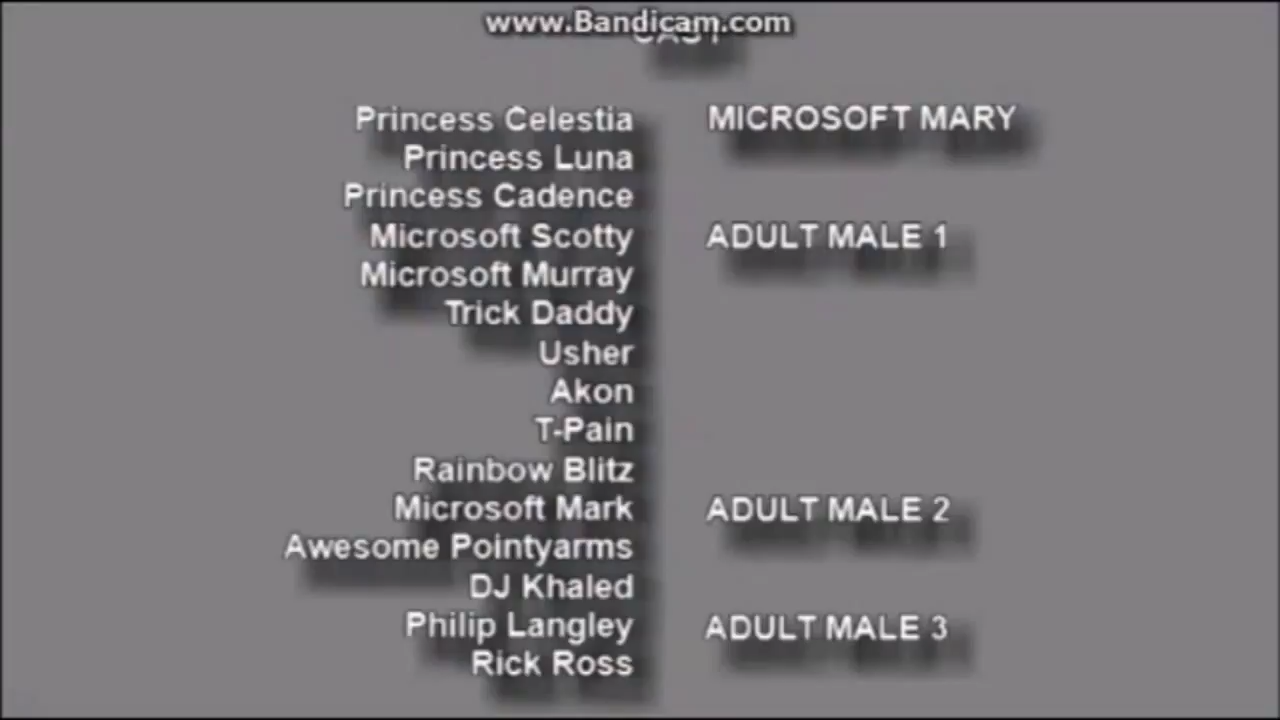 www.Bandicam.com
CAST
Princess Celestia MICROSOFT MARY
Princess Luna
Princess Cadence
Microsoft Scotty ADULT MALE 1
Microsoft Murray
Trick Daddy
Usher
Akon
T-Pain
Rainbow Blitz
Microsoft Mark ADULT MALE 2
Awesome Pointyarms
DJ Khaled
Philip Langley ADULT MALE 3
Rick Ross